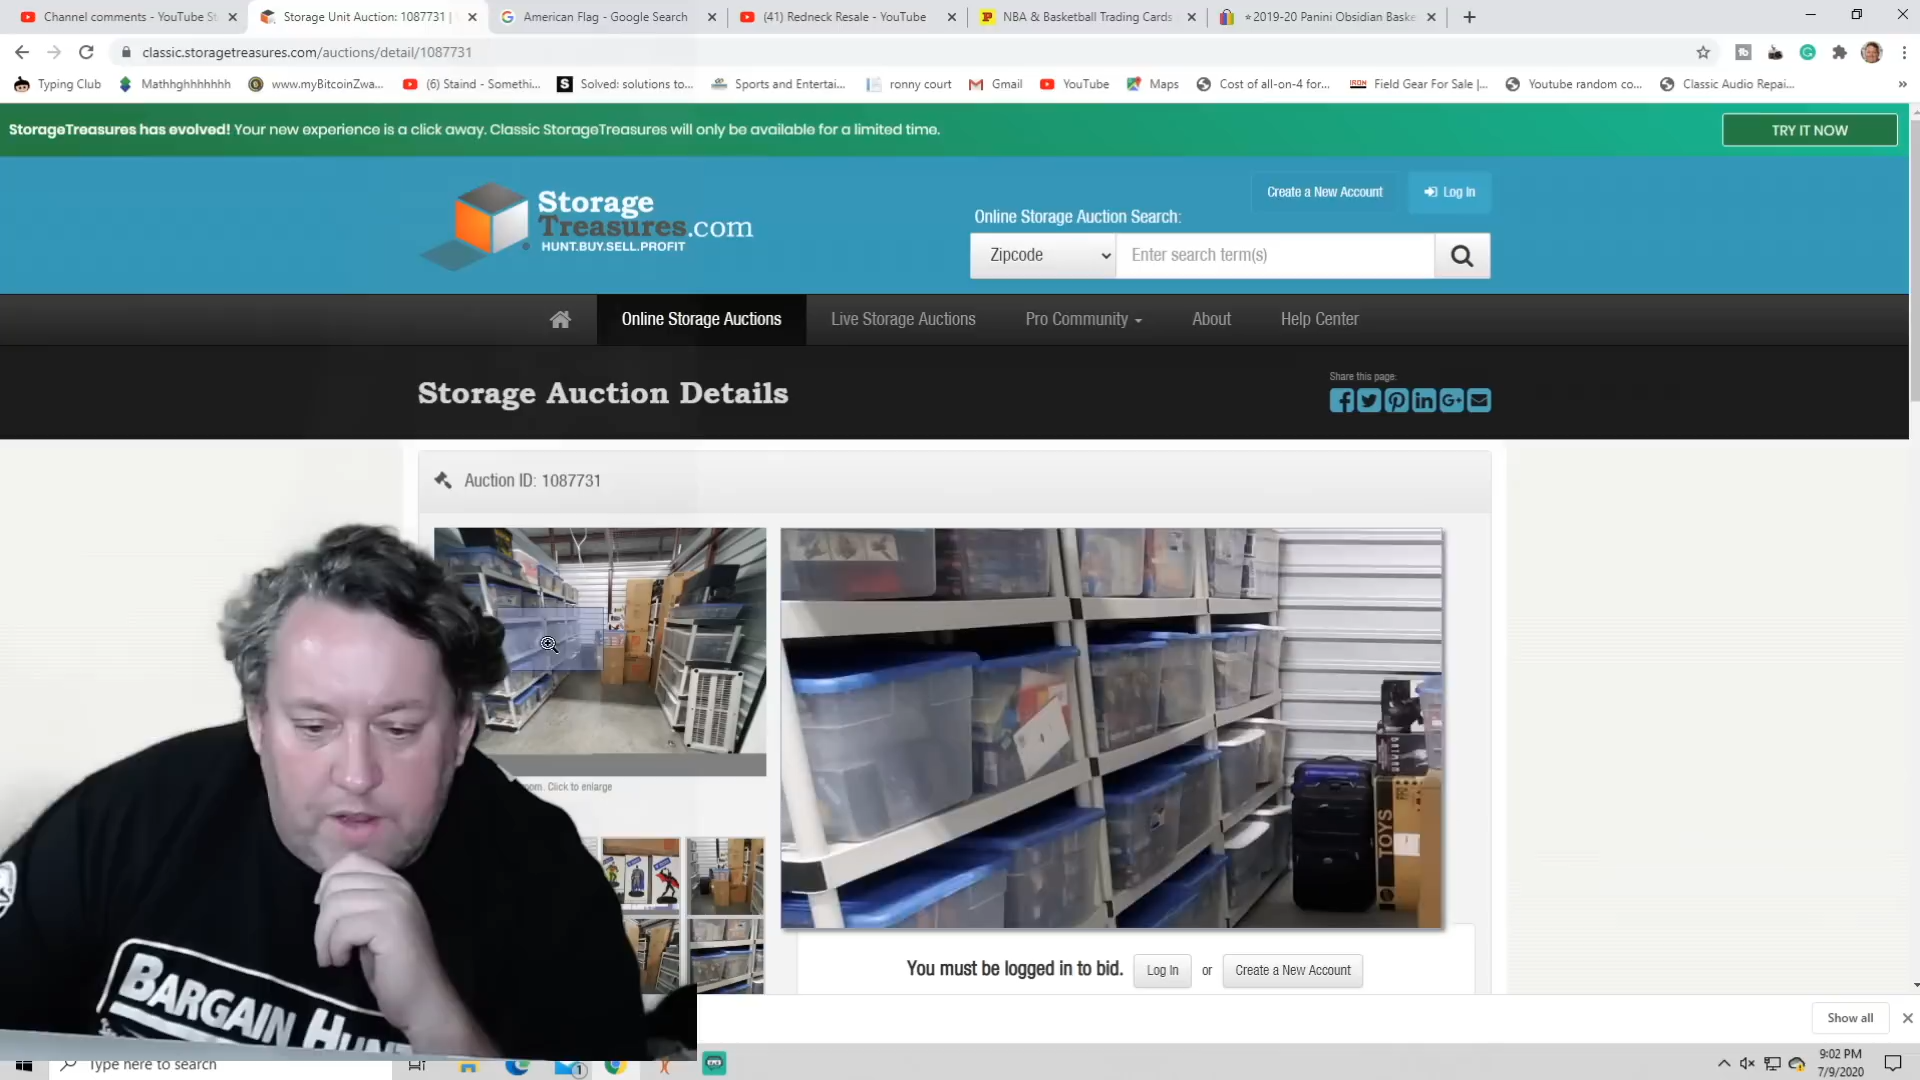 Channel comments - YouTube St
Storage Unit Auction: 1087731 |
American Flag - Google Search
(41) Redneck Resale - YouTube
NBA & Basketball Trading Cards
2019-20 Panini Obsidian Baske
classic.storagetreasures.com/auctions/detail/1087731
Typing Club
Mathhghhhhhhh
www.myBitcoinZwa...
(6) Staind - Somethi...
Solved: solutions to...
Sports and Entertai...
ronny court
Gmail
YouTube
Maps
Cost of all-on-4 for...
Field Gear For Sale |...
Youtube random co...
Classic Audio Repai...
StorageTreasures has evolved! Your new experience is a click away. Classic StorageTreasures will only be available for a limited time.
TRY IT NOW
Storage
Treasures.com
HUNT.BUY.SELL.PROFIT
Create a New Account
Log In
Online Storage Auction Search:
Zipcode
Enter search term(s)
Online Storage Auctions
Live Storage Auctions
Pro Community
About
Help Center
Storage Auction Details
Share this page:
Auction ID: 1087731
TOYS
oom. Click to enlarge
You must be logged in to bid.
Log In
or
Create a New Account
BARGAIN HUNT
Show all
Type here to search
1
9:02 PM
7/9/2020